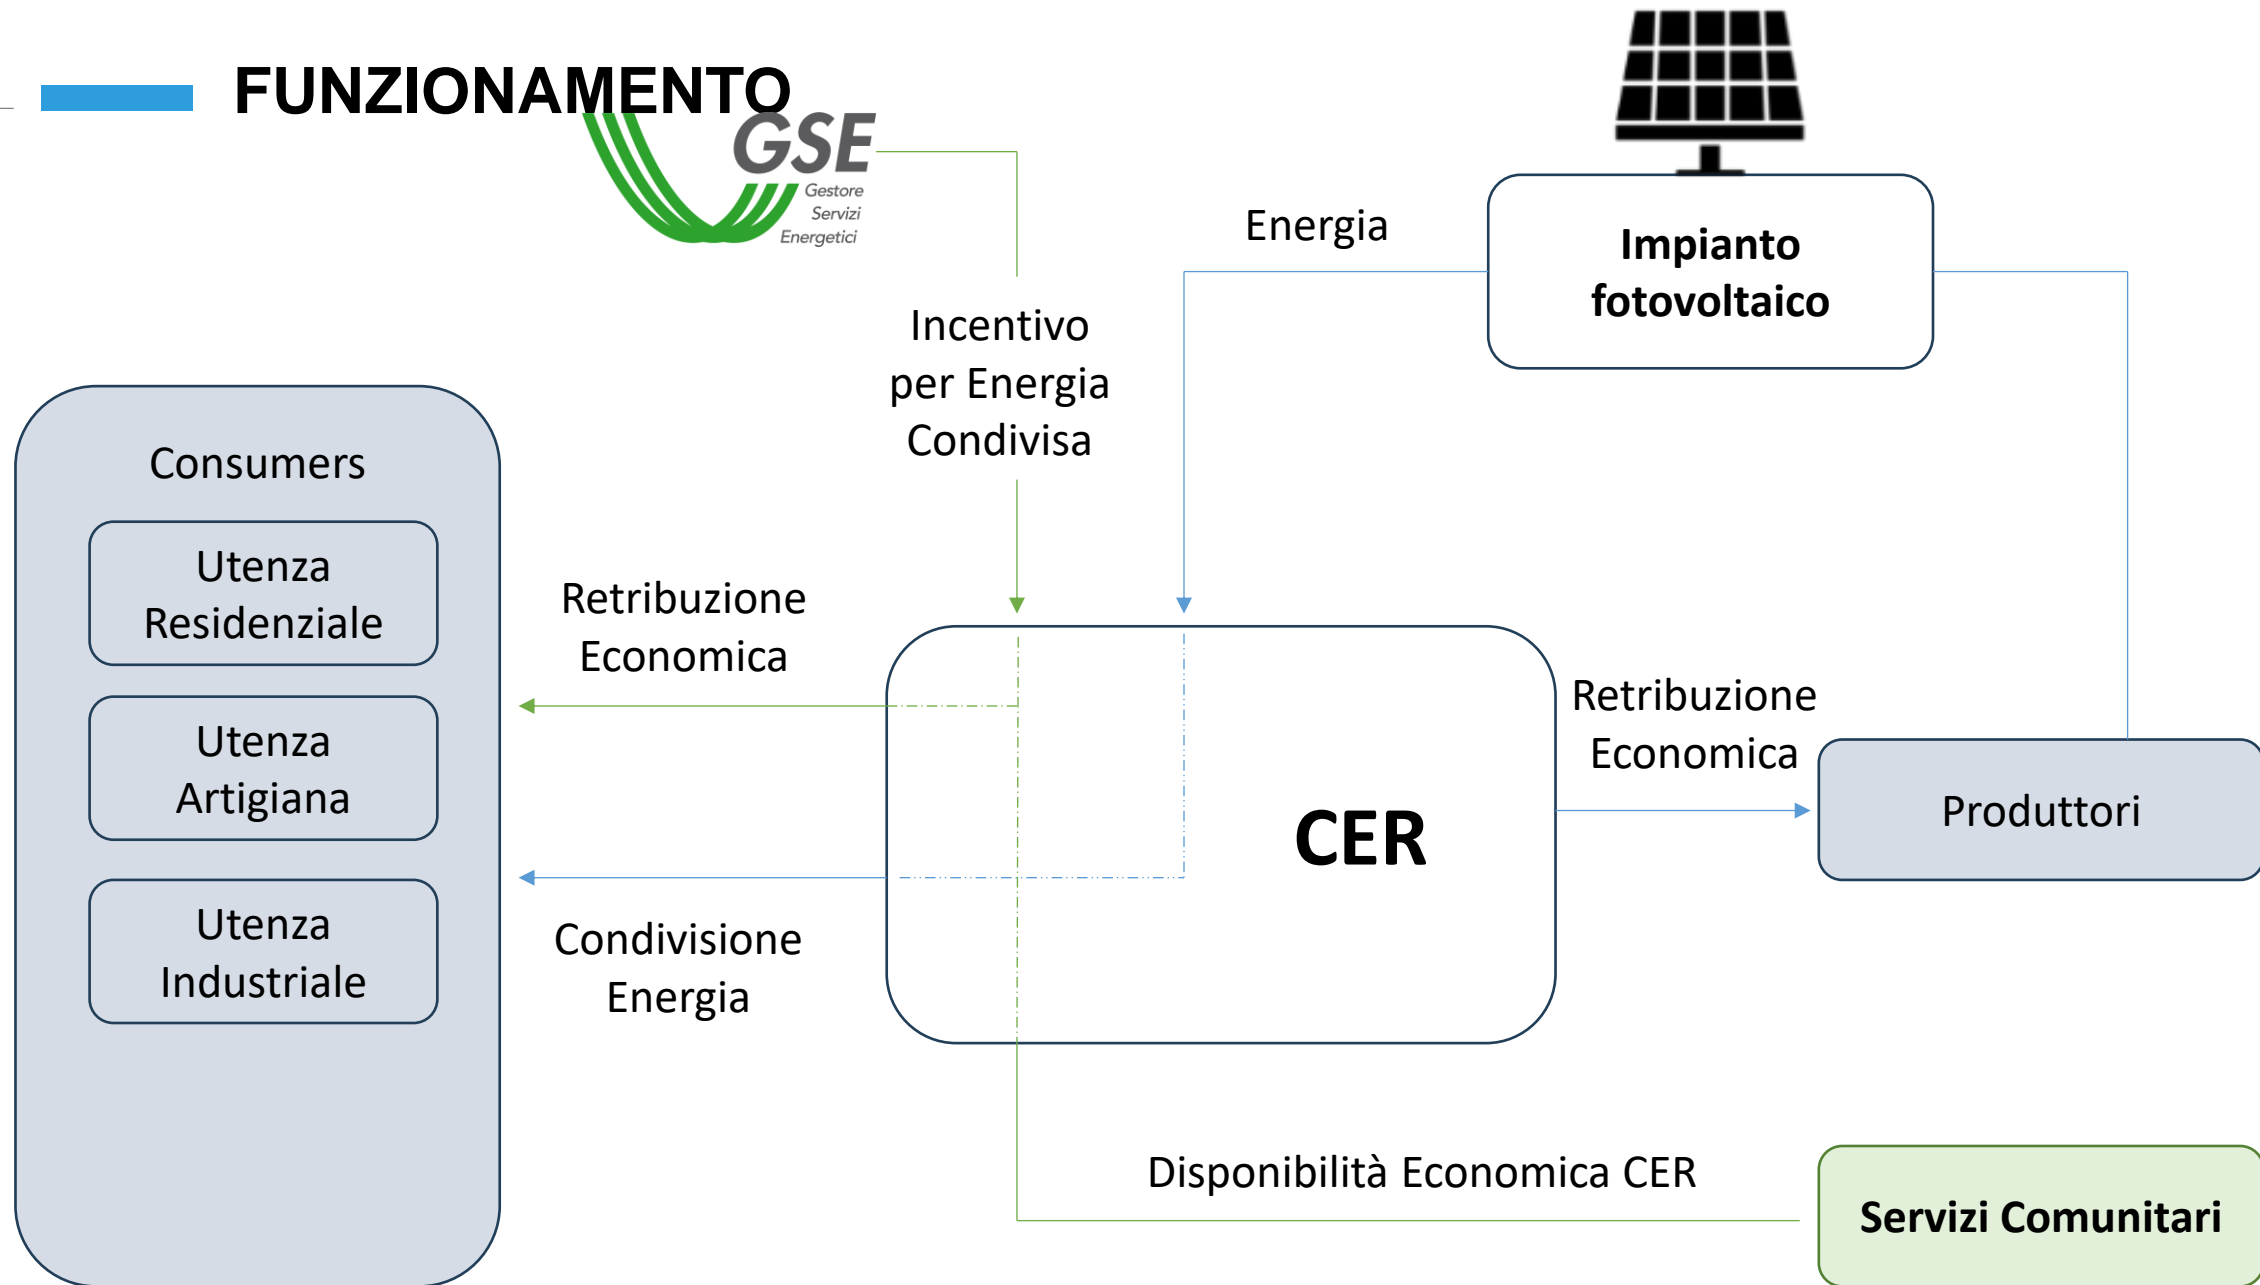 FUNZIONAMENTO
GSE
Gestore
Servizi
Energetici
Energia
Impianto
fotovoltaico
Incentivo
per Energia
Condivisa
Consumers
Utenza
Residenziale
Utenza
Artigiana
Utenza
Industriale
Retribuzione
Economica
Condivisione
Energia
CER
Retribuzione
Economica
Produttori
Disponibilità Economica CER
Servizi Comunitari